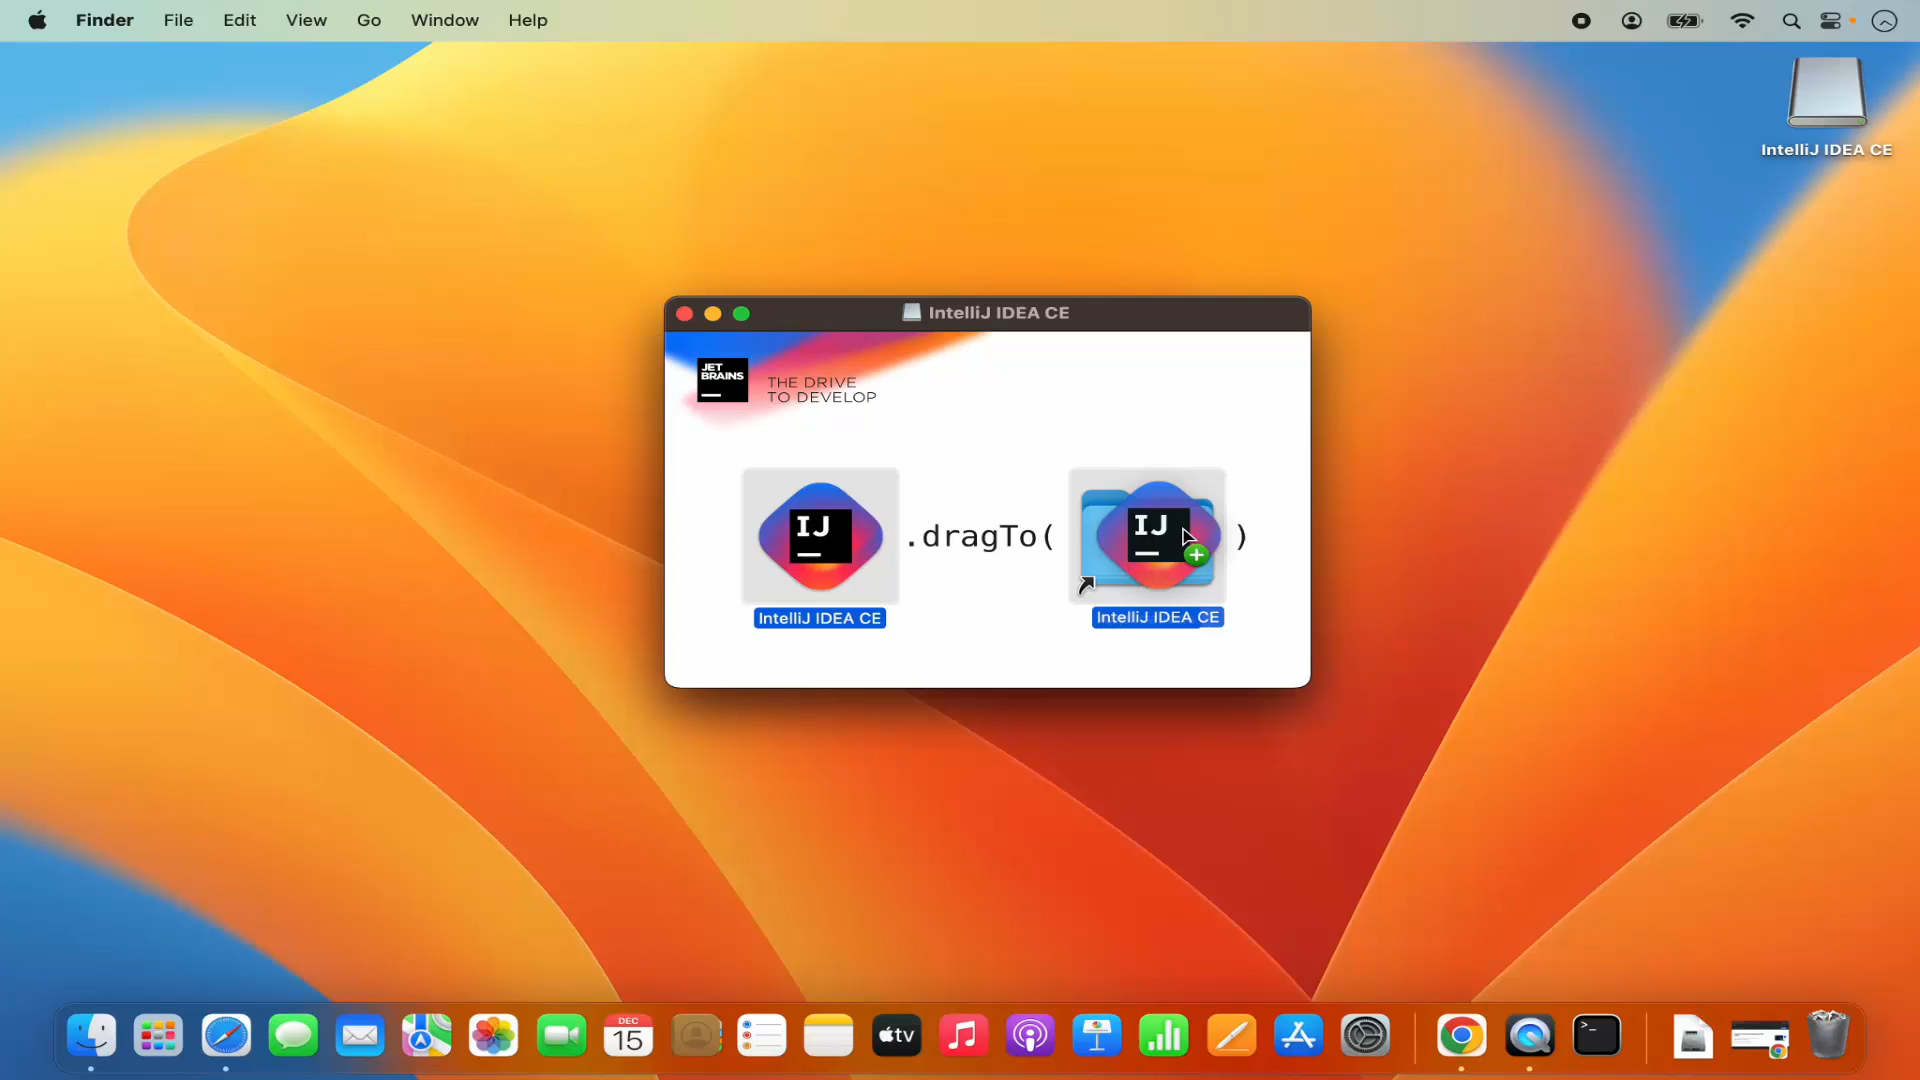 Finder File Edit View Go Window Help
IntelliJ IDEA CE
IntelliJ IDEA CE
JET
BRAINS
THE DRIVE
TO DEVELOP
IJ .dragTo( IJ )
IntelliJ IDEA CE IntelliJ IDEA CE
DEC
15
tv
>_